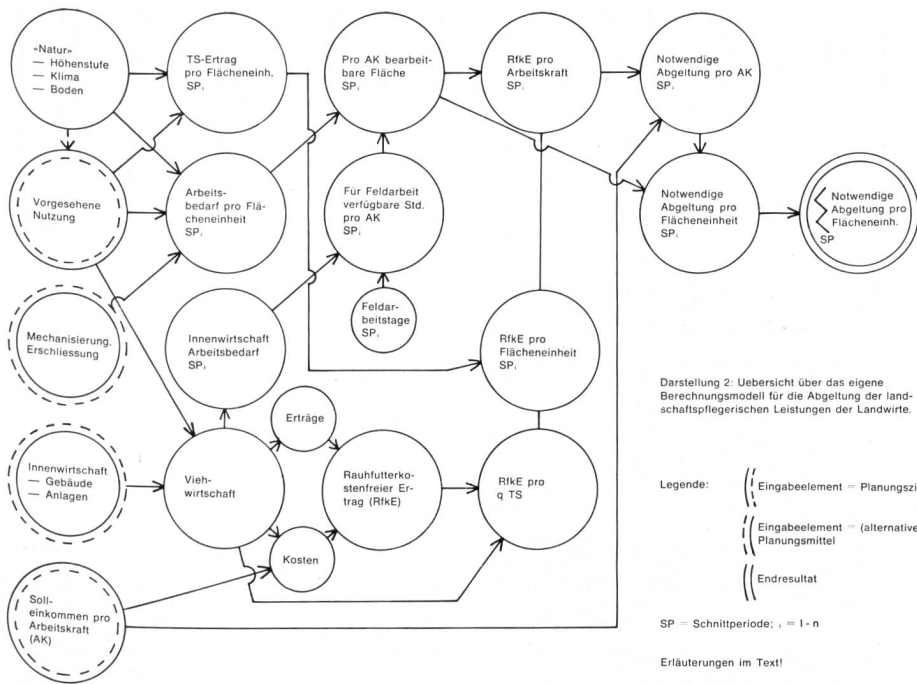 «Natur»
— Höhenstufe
— Klima
— Boden
TS-Ertrag
pro Flächeneinh.
SPᵢ
Pro AK bearbeit-
bare Fläche
SPᵢ
RfkE pro
Arbeitskraft
SPᵢ
Notwendige
Abgeltung pro AK
SPᵢ
Vorgesehene
Nutzung
Arbeits-
bedarf pro Flä-
cheneinheit
SPᵢ
Für Feldarbeit
verfügbare Std.
pro AK
SPᵢ
Notwendige
Abgeltung pro
Flächeneinheit
SPᵢ
Notwendige
Abgeltung pro
Flächeneinh.
SP
Mechanisierung,
Erschliessung
Innenwirtschaft
Arbeitsbedarf
SPᵢ
Feldar-
beitstage
SPᵢ
RfkE pro
Flächeneinheit
SPᵢ
Innenwirtschaft
— Gebäude
— Anlagen
Vieh-
wirtschaft
Erträge
Kosten
Rauhfutterko-
stenfreier Er-
trag (RfkE)
RfkE pro
q TS
Soll-
einkommen pro
Arbeitskraft
(AK)
Darstellung 2: Uebersicht über das eigene
Berechnungsmodell für die Abgeltung der land-
schaftspflegerischen Leistungen der Landwirte.
Legende:
Eingabeelement = Planungszi
Eingabeelement = (alternative
Planungsmittel
Endresultat
SP = Schnittperiode; ᵢ = 1-n
Erläuterungen im Text!